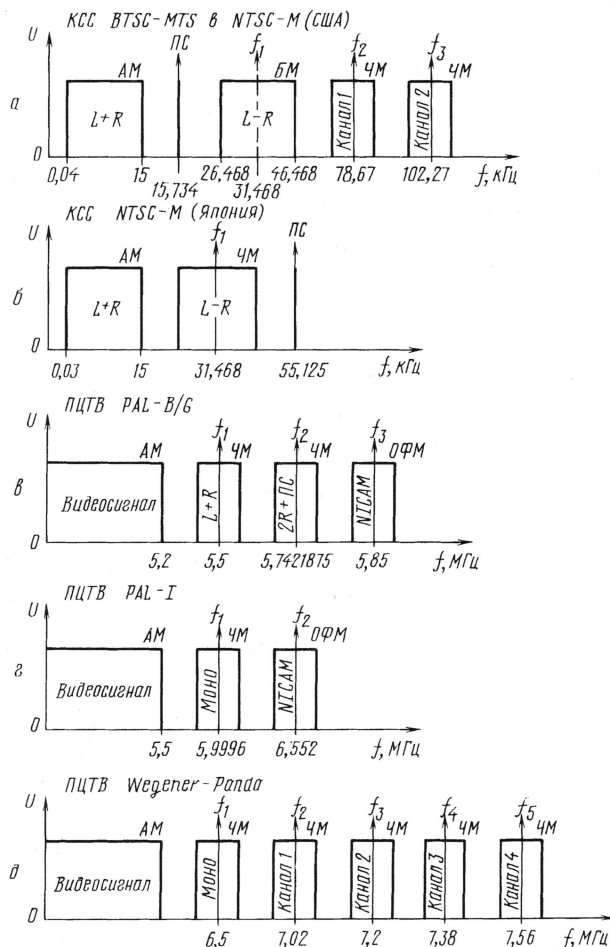 КСС BTSC-MTS в NTSC-M (США)
U
АМ
ПС
f1
БМ
f2
ЧМ
f3
ЧМ
а
L+R
L-R
Канал 1
Канал 2
0
0,04
15
15,734
26,468
31,468
46,468
78,67
102,27
f, кГц
КСС NTSC-M (Япония)
U
АМ
f1
ЧМ
ПС
б
L+R
L-R
0
0,03
15
31,468
55,125
f, кГц
ПЦТВ PAL-B/G
U
АМ
f1
ЧМ
f2
ЧМ
f3
ОФМ
в
Видеосигнал
L+R
2R+ПС
NICAM
0
5,2
5,5
5,7421875
5,85
f, МГц
ПЦТВ PAL-I
U
АМ
f1
ЧМ
f2
ОФМ
г
Видеосигнал
Моно
NICAM
0
5,5
5,9996
6,552
f, МГц
ПЦТВ Wegener-Panda
U
АМ
f1
ЧМ
f2
ЧМ
f3
ЧМ
f4
ЧМ
f5
ЧМ
д
Видеосигнал
Моно
Канал 1
Канал 2
Канал 3
Канал 4
0
6,5
7,02
7,2
7,38
7,56
f, МГц